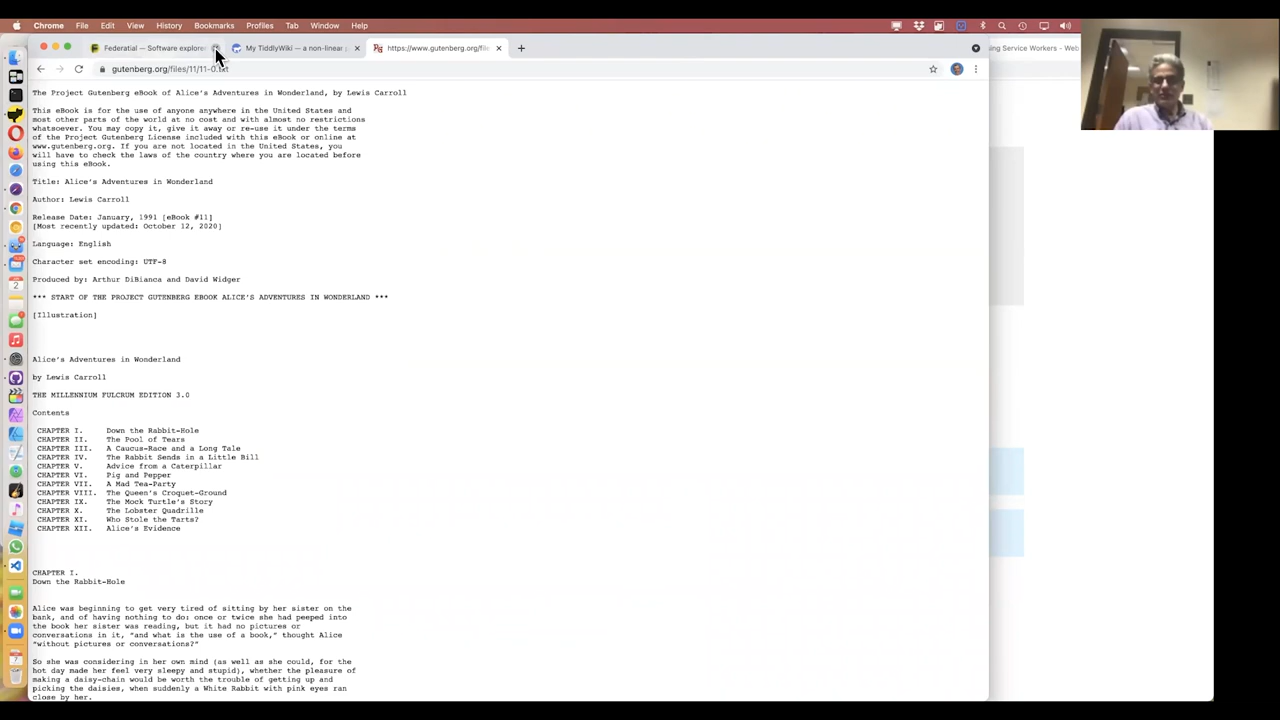 Chrome File Edit View History Bookmarks Profiles Tab Window Help
Federatial — Software explorer
My TiddlyWiki — a non-linear
https://www.gutenberg.org/file
ing Service Workers - Web
gutenberg.org/files/11/11-0.txt
The Project Gutenberg eBook of Alice's Adventures in Wonderland, by Lewis Carroll
This eBook is for the use of anyone anywhere in the United States and
most other parts of the world at no cost and with almost no restrictions
whatsoever. You may copy it, give it away or re-use it under the terms
of the Project Gutenberg License included with this eBook or online at
www.gutenberg.org. If you are not located in the United States, you
will have to check the laws of the country where you are located before
using this eBook.
Title: Alice's Adventures in Wonderland
Author: Lewis Carroll
Release Date: January, 1991 [eBook #11]
[Most recently updated: October 12, 2020]
Language: English
Character set encoding: UTF-8
Produced by: Arthur DiBianca and David Widger
*** START OF THE PROJECT GUTENBERG EBOOK ALICE'S ADVENTURES IN WONDERLAND ***
[Illustration]
Alice's Adventures in Wonderland
by Lewis Carroll
THE MILLENNIUM FULCRUM EDITION 3.0
Contents
CHAPTER I. Down the Rabbit-Hole
CHAPTER II. The Pool of Tears
CHAPTER III. A Caucus-Race and a Long Tale
CHAPTER IV. The Rabbit Sends in a Little Bill
CHAPTER V. Advice from a Caterpillar
CHAPTER VI. Pig and Pepper
CHAPTER VII. A Mad Tea-Party
CHAPTER VIII. The Queen's Croquet-Ground
CHAPTER IX. The Mock Turtle's Story
CHAPTER X. The Lobster Quadrille
CHAPTER XI. Who Stole the Tarts?
CHAPTER XII. Alice's Evidence
CHAPTER I.
Down the Rabbit-Hole
Alice was beginning to get very tired of sitting by her sister on the
bank, and of having nothing to do: once or twice she had peeped into
the book her sister was reading, but it had no pictures or
conversations in it, “and what is the use of a book,” thought Alice
“without pictures or conversations?”
So she was considering in her own mind (as well as she could, for the
hot day made her feel very sleepy and stupid), whether the pleasure of
making a daisy-chain would be worth the trouble of getting up and
picking the daisies, when suddenly a White Rabbit with pink eyes ran
close by her.